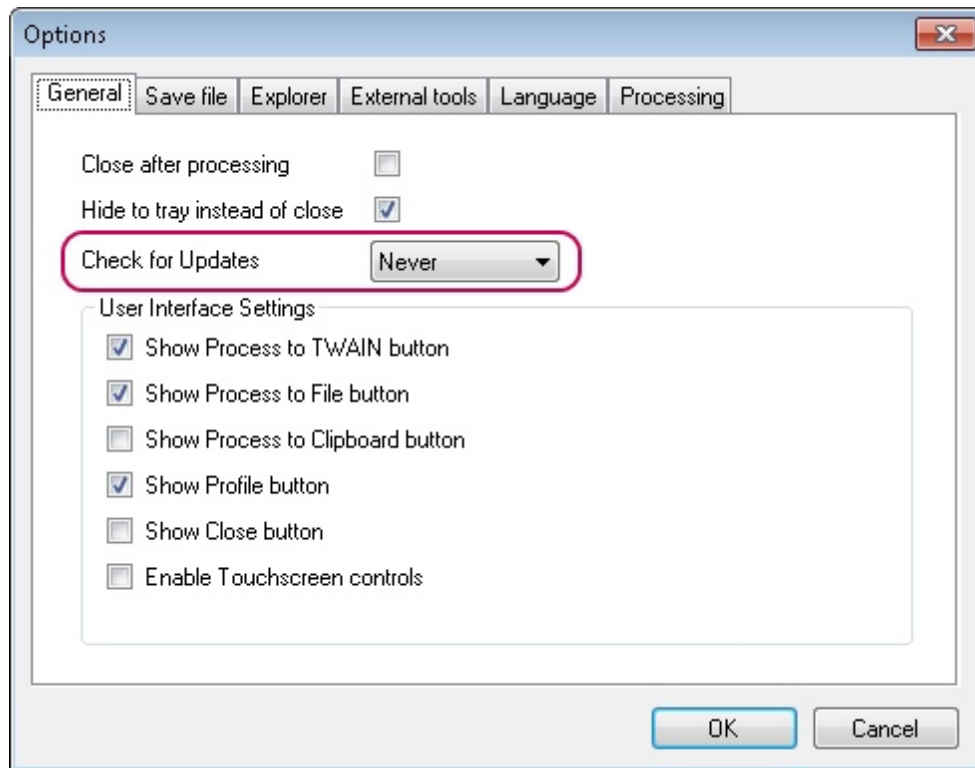 Options
General Save file Explorer External tools Language Processing
Close after processing
Hide to tray instead of close
Check for Updates Never
User Interface Settings
Show Process to TWAIN button
Show Process to File button
Show Process to Clipboard button
Show Profile button
Show Close button
Enable Touchscreen controls
OK Cancel